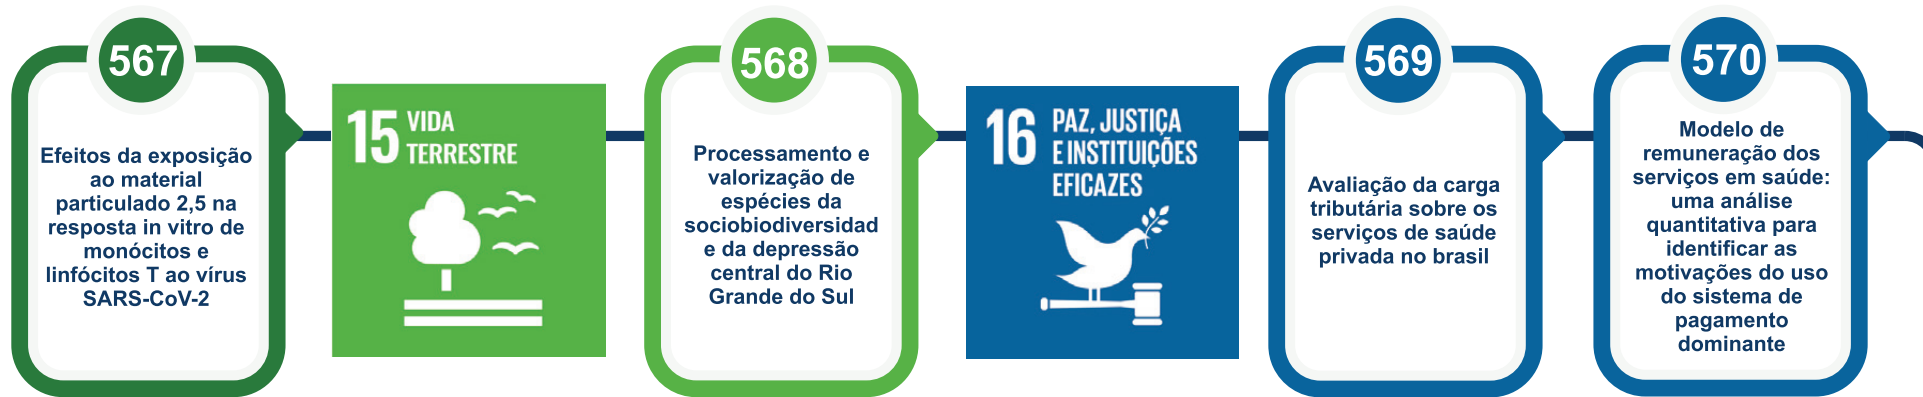 567
Efeitos da exposição
ao material
particulado 2,5 na
resposta in vitro de
monócitos e
linfócitos T ao vírus
SARS-CoV-2
15 VIDA
TERRESTRE
568
Processamento e
valorização de
espécies da
sociobiodiversidad
e da depressão
central do Rio
Grande do Sul
16 PAZ, JUSTIÇA
E INSTITUIÇÕES
EFICAZES
569
Avaliação da carga
tributária sobre os
serviços de saúde
privada no brasil
570
Modelo de
remuneração dos
serviços em saúde:
uma análise
quantitativa para
identificar as
motivações do uso
do sistema de
pagamento
dominante